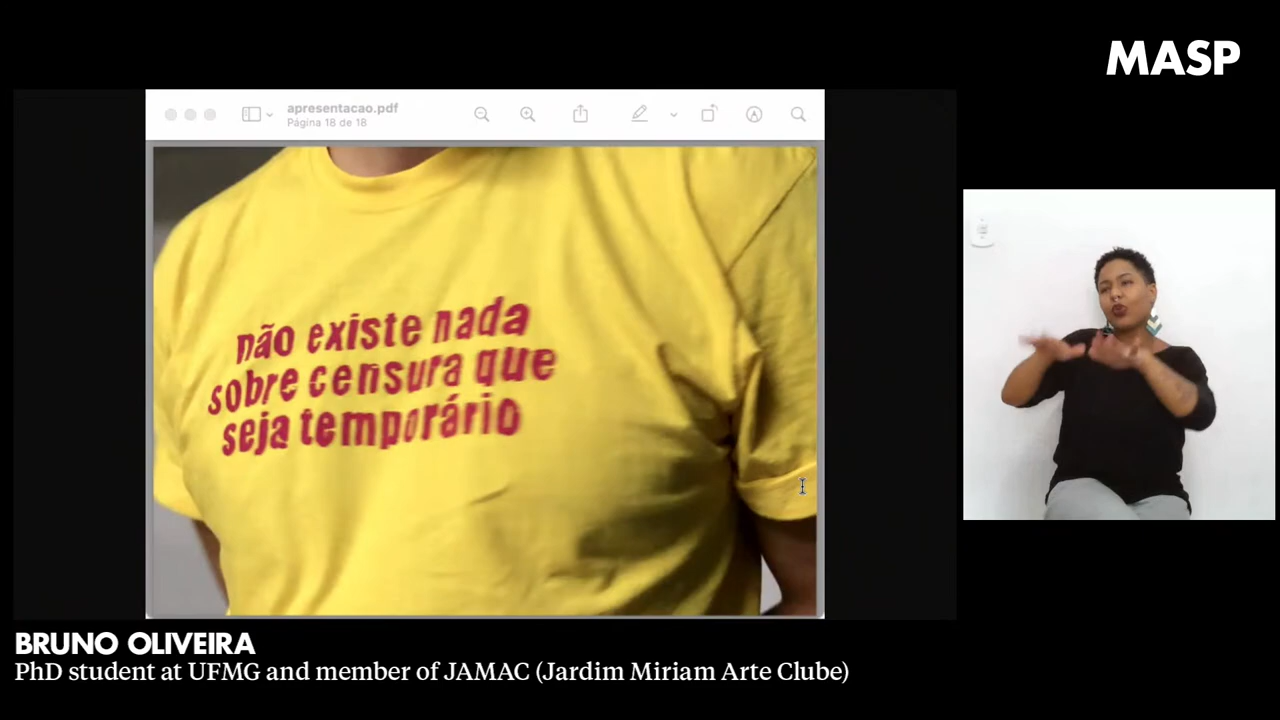 MASP
apresentacao.pdf
Página 18 de 18
não existe nada
sobre censura que
seja temporário
BRUNO OLIVEIRA
PhD student at UFMG and member of JAMAC (Jardim Miriam Arte Clube)